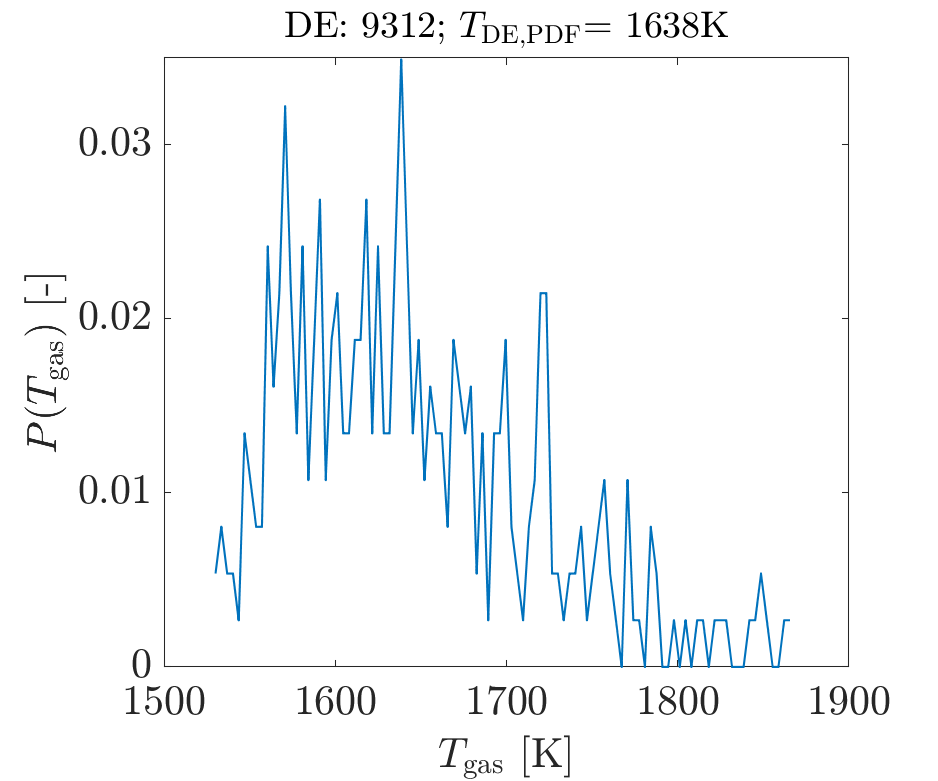 DE: 9312; T_DE,PDF= 1638K
0.03
0.02
0.01
0
P(T_gas) [-]
1500 1600 1700 1800 1900
T_gas [K]